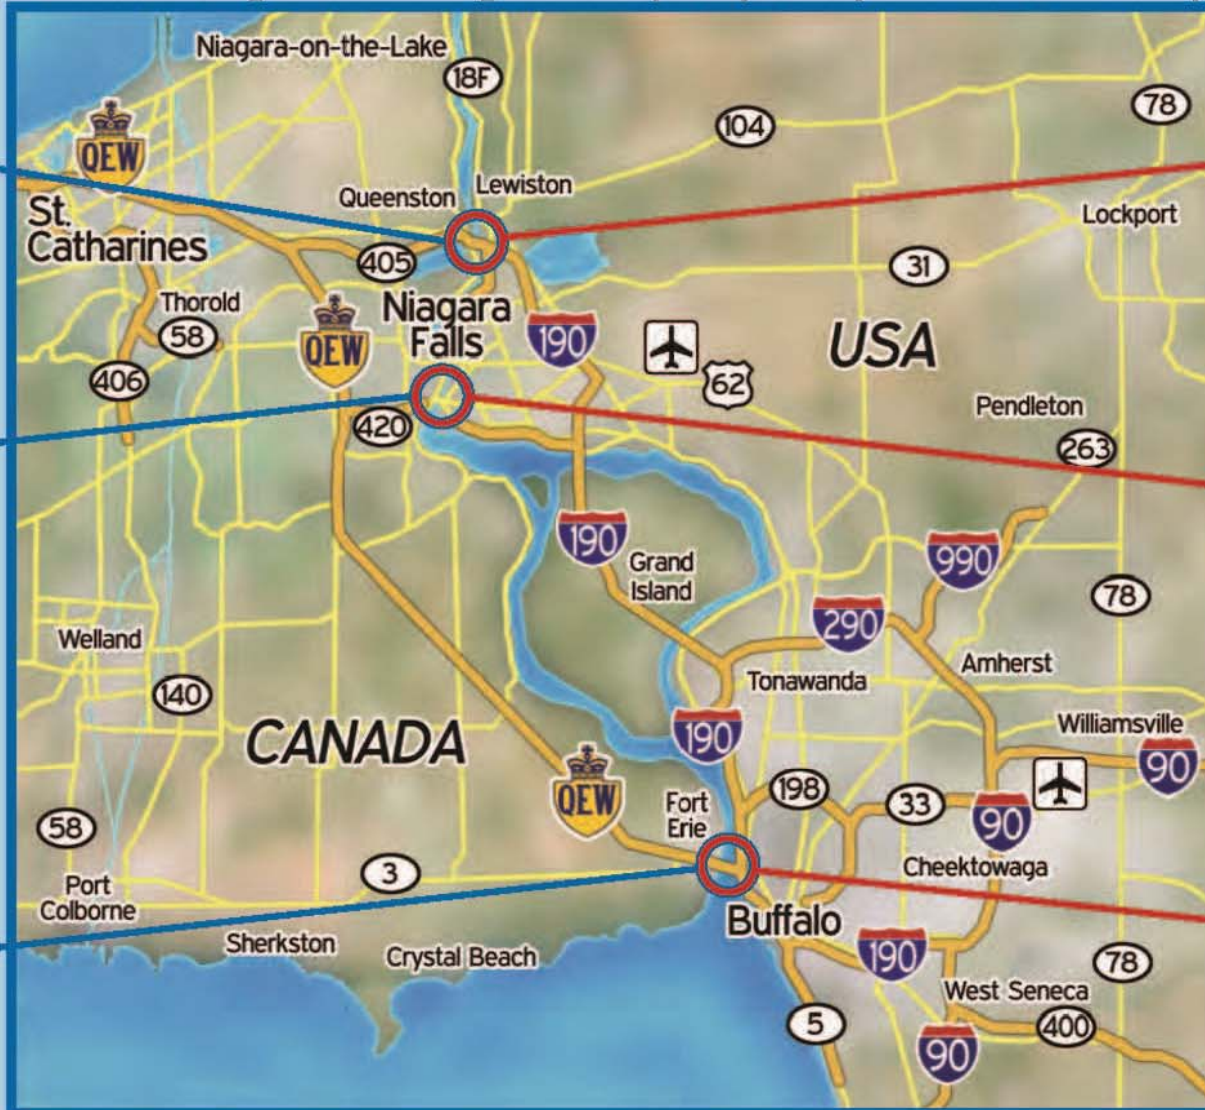 Niagara-on-the-Lake
18F
78
104
QEW
Queenston
Lewiston
St.
Catharines
Lockport
405
31
Thorold
58
Niagara
Falls
QEW
190
USA
62
406
Pendleton
420
263
190
Grand
Island
990
78
290
Welland
Amherst
140
Tonawanda
CANADA
190
Williamsville
90
QEW
198
33
90
Fort
Erie
58
3
Cheektowaga
Port
Colborne
Buffalo
Sherkston
Crystal Beach
190
78
West Seneca
5
400
90